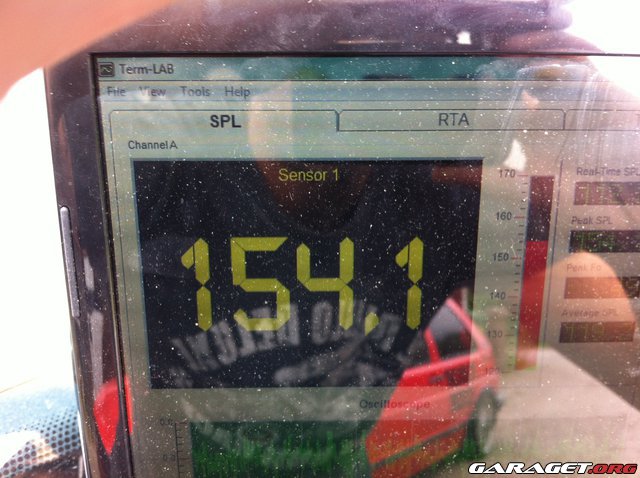 Term-LAB
File View Tools Help
SPL RTA
Channel A
Sensor 1
154.1
170
160
150
140
130
Real-Time SPL
Peak SPL
Peak Fq
Average SPL
Oscilloscope
GARAGET.ORG